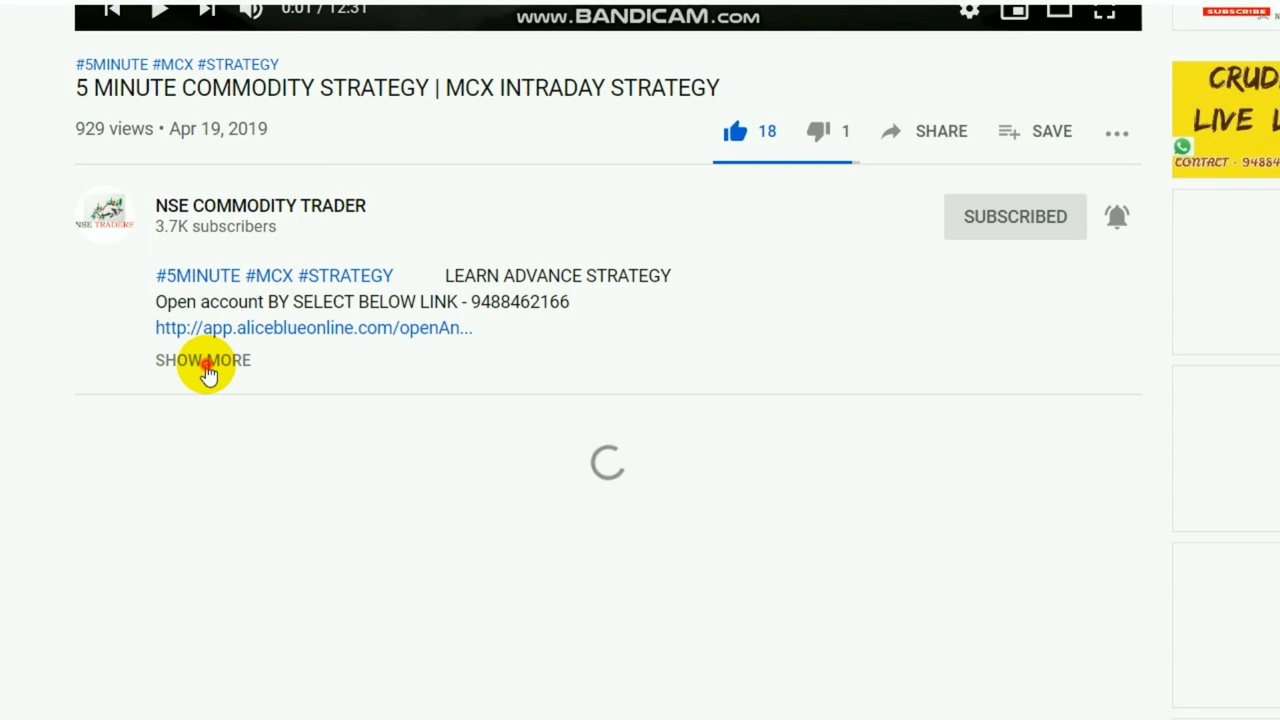 0:01 / 12:31
www.BANDICAM.com
SUBSCRIBE
#5MINUTE #MCX #STRATEGY
5 MINUTE COMMODITY STRATEGY | MCX INTRADAY STRATEGY
929 views • Apr 19, 2019
18
1
SHARE
SAVE
CRUD
LIVE L
CONTACT - 94884
NSE TRADERS
NSE COMMODITY TRADER
3.7K subscribers
SUBSCRIBED
#5MINUTE #MCX #STRATEGY LEARN ADVANCE STRATEGY
Open account BY SELECT BELOW LINK - 9488462166
http://app.aliceblueonline.com/openAn...
SHOW MORE